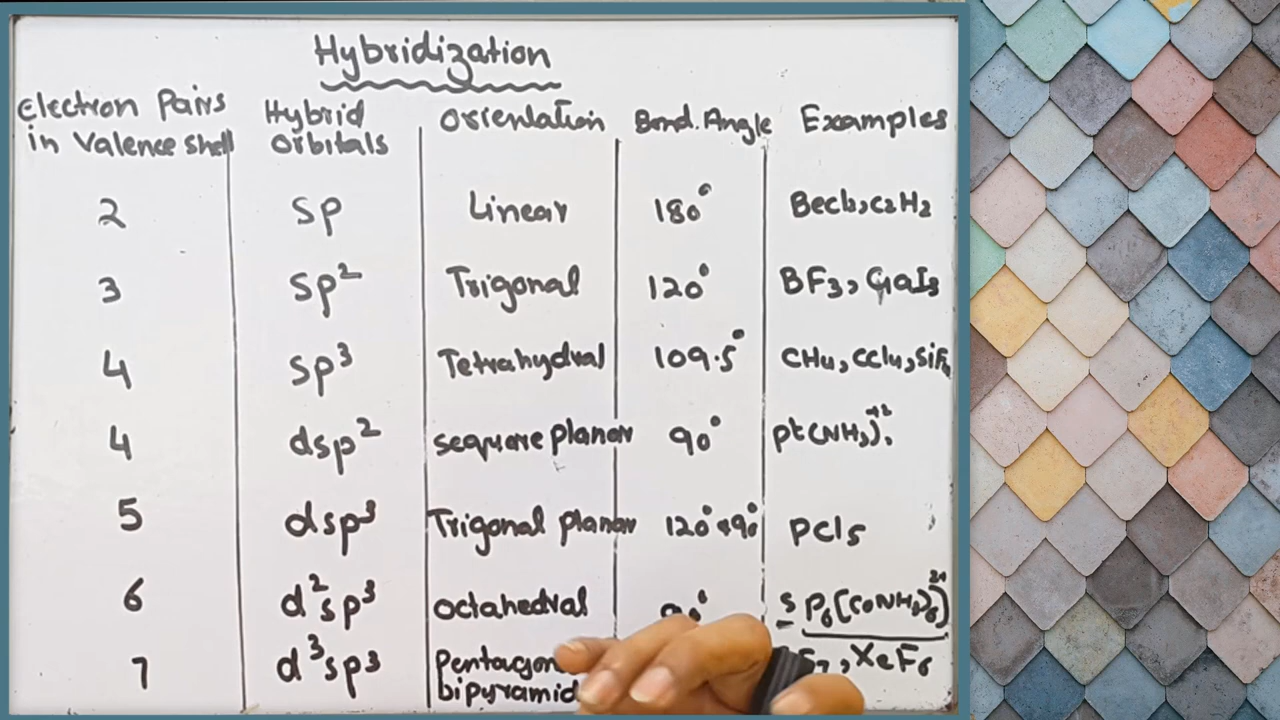 Hybridization
Electron Pairs in Valence shell Hybrid Orbitals Orientation Bond. Angle Examples
2 sp Linear 180° BeCl2, C2H2
3 sp² Trigonal 120° BF3, GaI3
4 sp³ Tetrahydral 109.5° CH4, CCl4, SiF4
4 dsp² sequare planar 90° pt(NH3)
5 dsp³ Trigonal planar 120° 90° PCl5
6 d²sp³ octahedral
7 d³sp³ Pentagon bipyramid XeF6